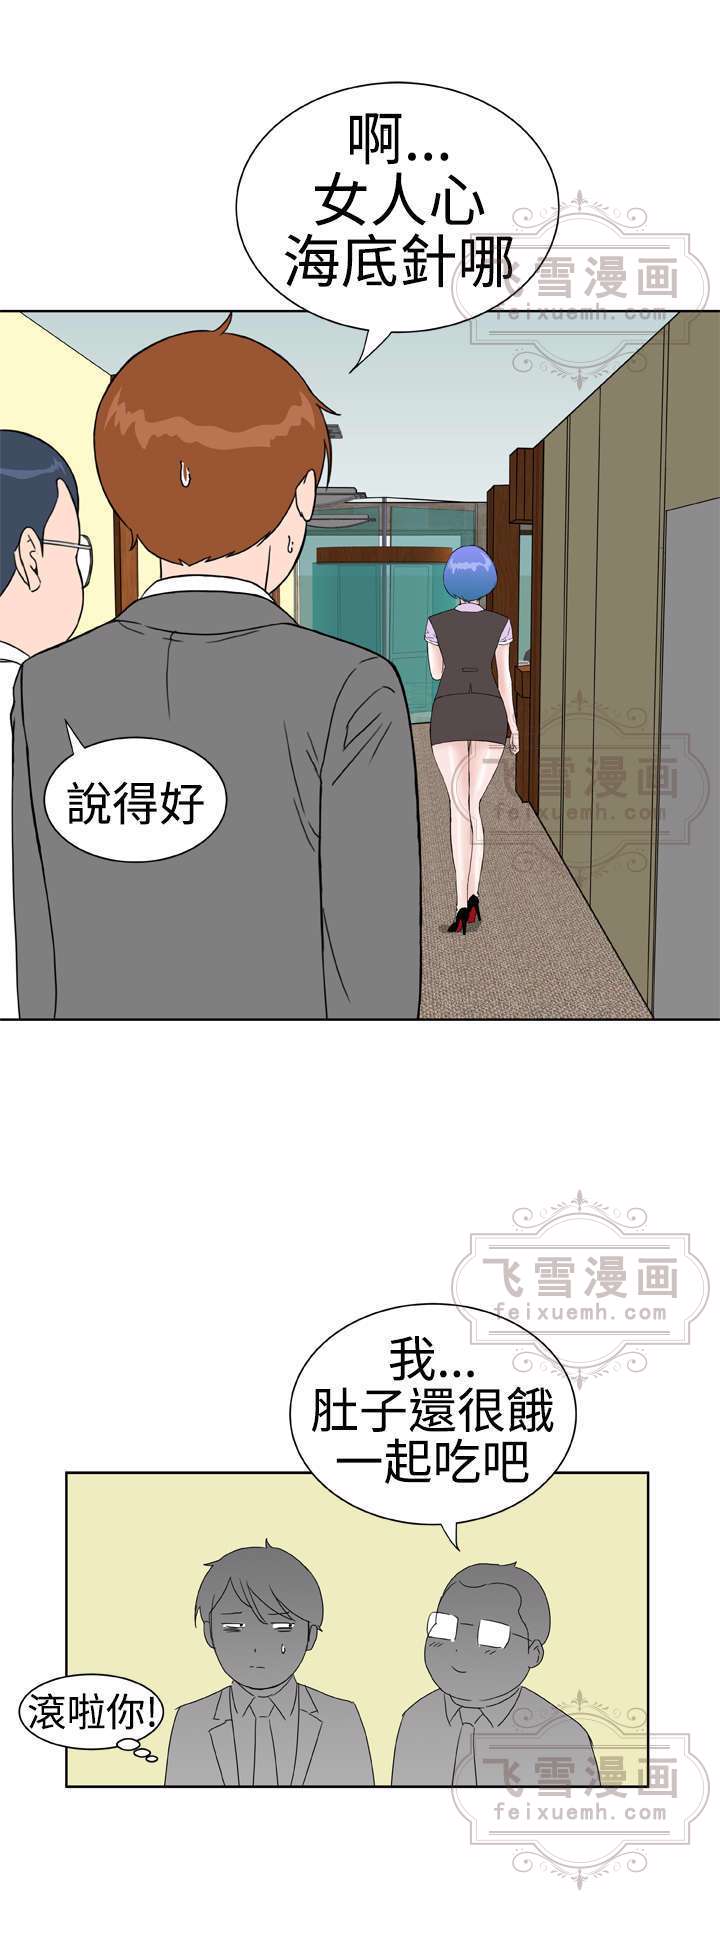 啊...
女人心
海底針哪
飞雪漫画
feixuemh.com
說得好
飞雪漫画
feixuemh.com
飞雪漫画
feixuemh.com
我...
肚子還很餓
一起吃吧
滾啦你!
飞雪漫画
feixuemh.com